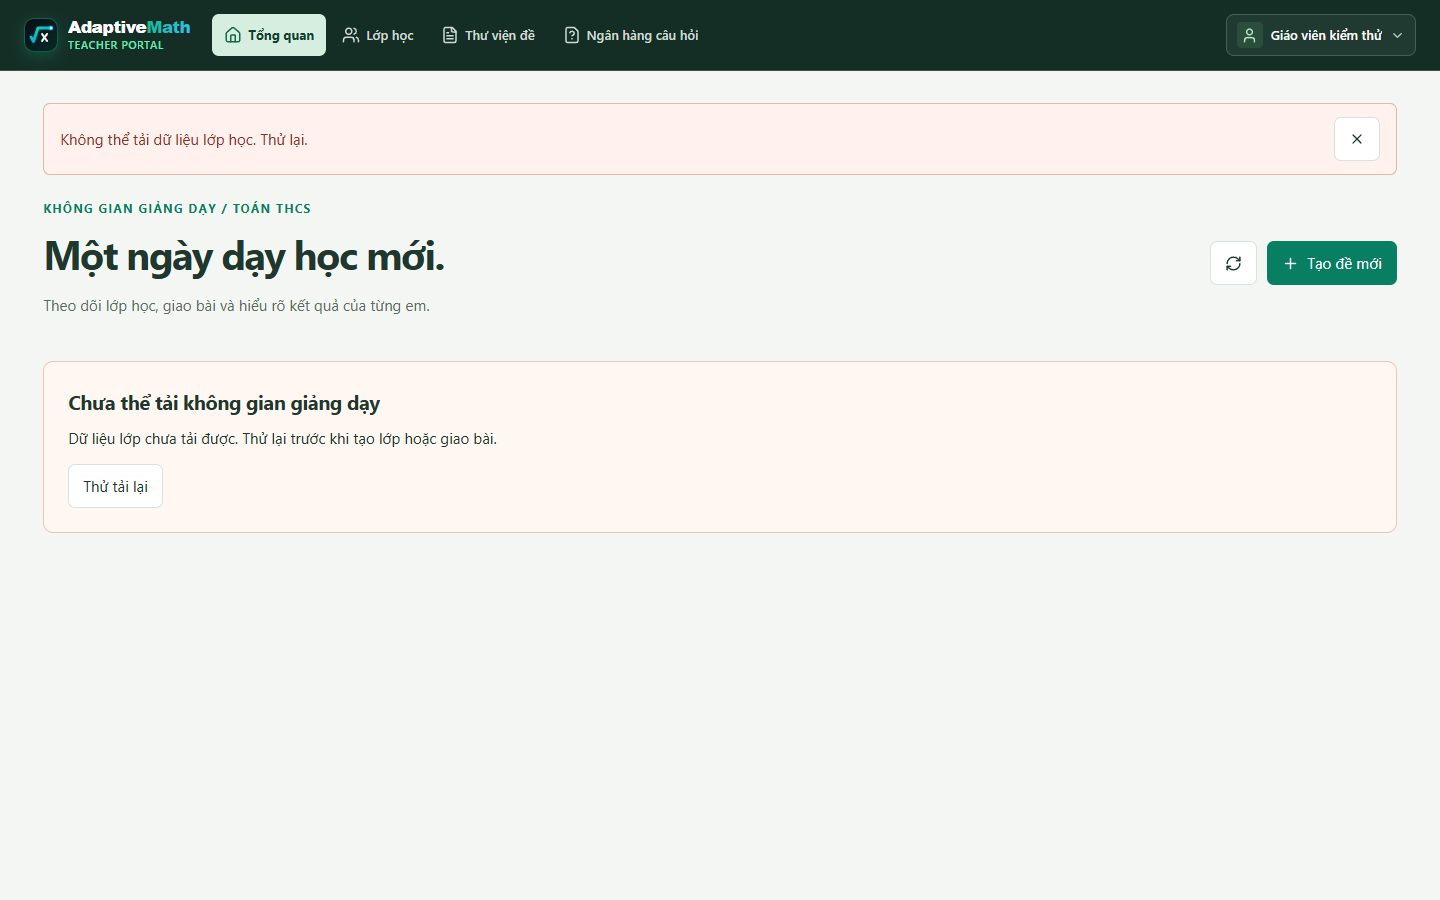 AdaptiveMath
TEACHER PORTAL
Tổng quan
Lớp học
Thư viện đề
Ngân hàng câu hỏi
Giáo viên kiểm thử
Không thể tải dữ liệu lớp học. Thử lại.
KHÔNG GIAN GIẢNG DẠY / TOÁN THCS
Một ngày dạy học mới.
Tạo đề mới
Theo dõi lớp học, giao bài và hiểu rõ kết quả của từng em.
Chưa thể tải không gian giảng dạy
Dữ liệu lớp chưa tải được. Thử lại trước khi tạo lớp hoặc giao bài.
Thử tải lại